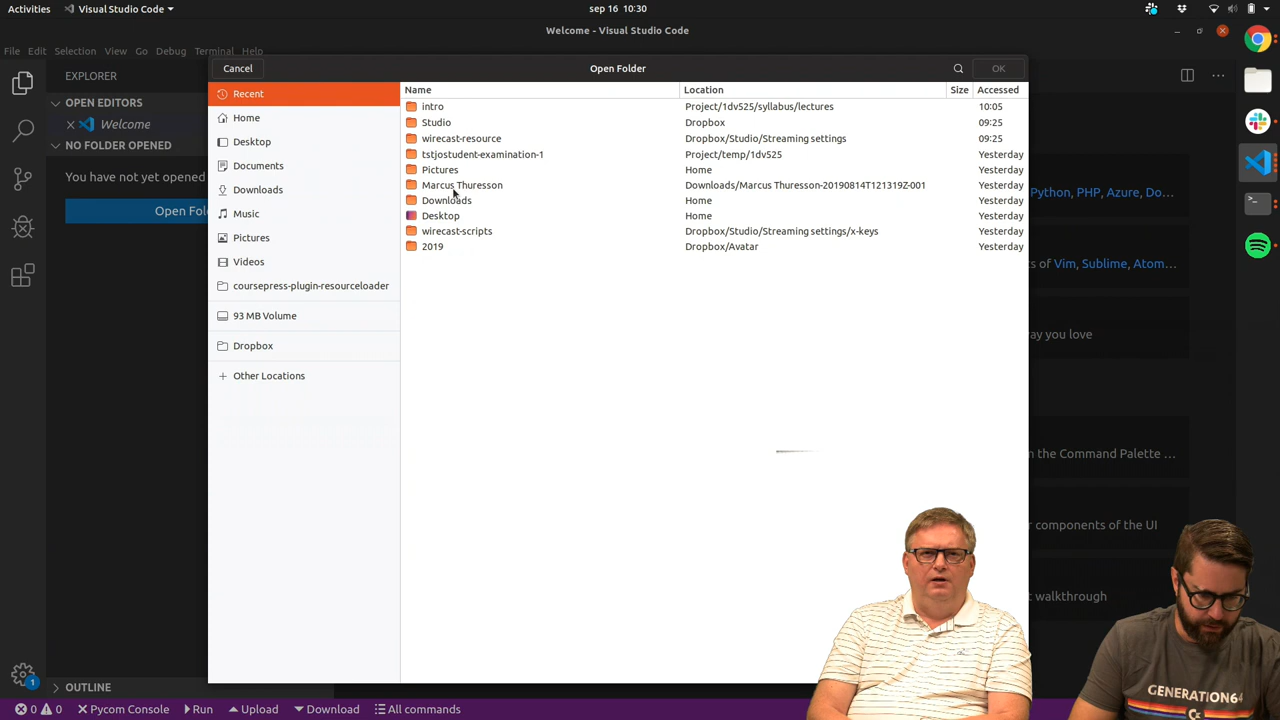 Activities Visual Studio Code sep 16 10:30
Welcome - Visual Studio Code
File Edit Selection View Go Debug Terminal Help
Cancel Open Folder OK
EXPLORER
OPEN EDITORS
Welcome
NO FOLDER OPENED
You have not yet opened
Open Fol
Recent
Home
Desktop
Documents
Downloads
Music
Pictures
Videos
coursepress-plugin-resourceloader
93 MB Volume
Dropbox
Other Locations
Name Location Size Accessed
intro Project/1dv525/syllabus/lectures 10:05
Studio Dropbox 09:25
wirecast-resource Dropbox/Studio/Streaming settings 09:25
tstjostudent-examination-1 Project/temp/1dv525 Yesterday
Pictures Home Yesterday
Marcus Thuresson Downloads/Marcus Thuresson-20190814T121319Z-001 Yesterday
Downloads Home Yesterday
Desktop Home Yesterday
wirecast-scripts Dropbox/Studio/Streaming settings/x-keys Yesterday
2019 Dropbox/Avatar Yesterday
Python, PHP, Azure, Do...
s of Vim, Sublime, Atom...
ay you love
m the Command Palette ...
r components of the UI
walkthrough
GENERATION64
OUTLINE
1
0 0 Pycom Console Run Upload Download All commands